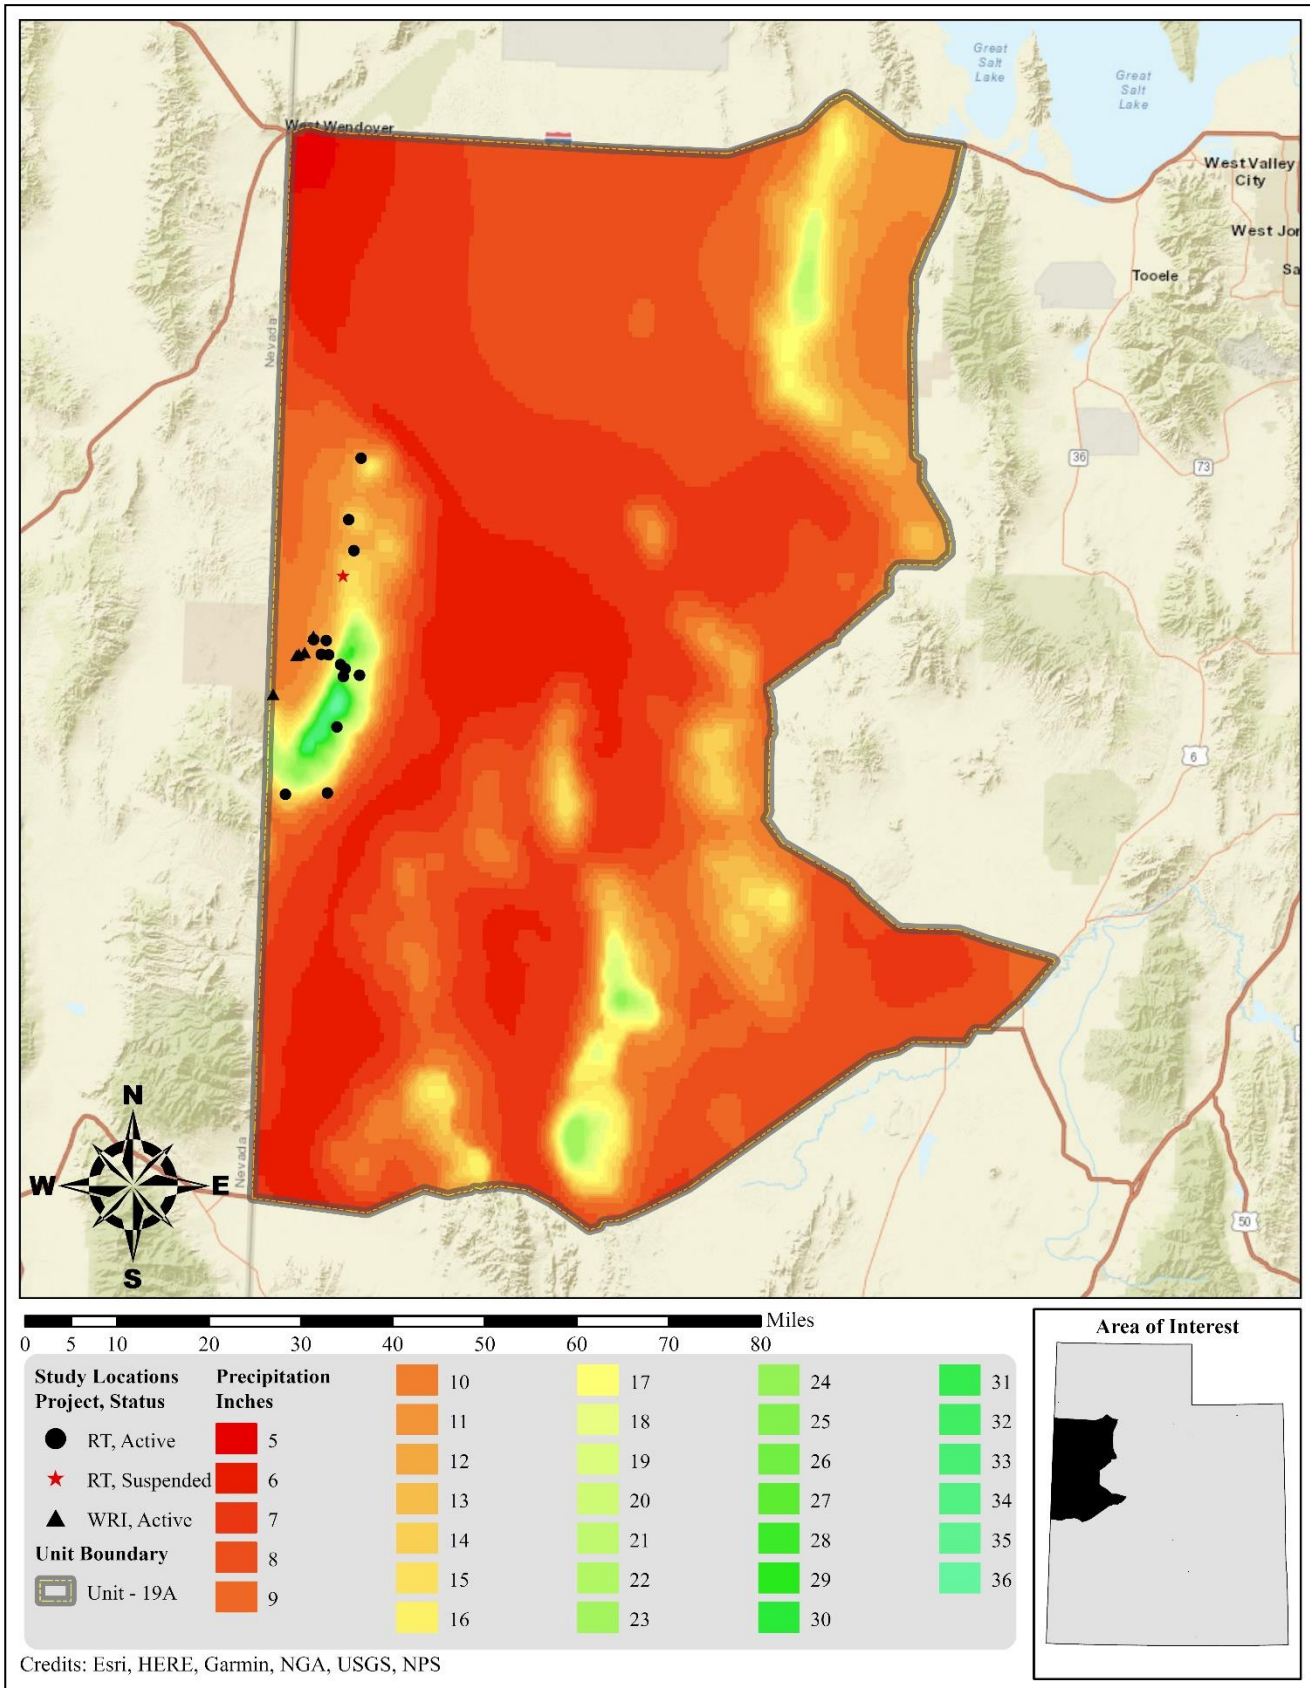 Great
Salt
Lake
Great
Salt
Lake
West Wendover
West Valley
City
West Jor
Sa
Tooele
Nevada
36
73
6
Nevada
50
N
W
E
S
Miles
0 5 10 20 30 40 50 60 70 80
Study Locations
Project, Status
RT, Active
RT, Suspended
WRI, Active
Unit Boundary
Unit - 19A
Precipitation
Inches
5
6
7
8
9
10
11
12
13
14
15
16
17
18
19
20
21
22
23
24
25
26
27
28
29
30
31
32
33
34
35
36
Area of Interest
Credits: Esri, HERE, Garmin, NGA, USGS, NPS